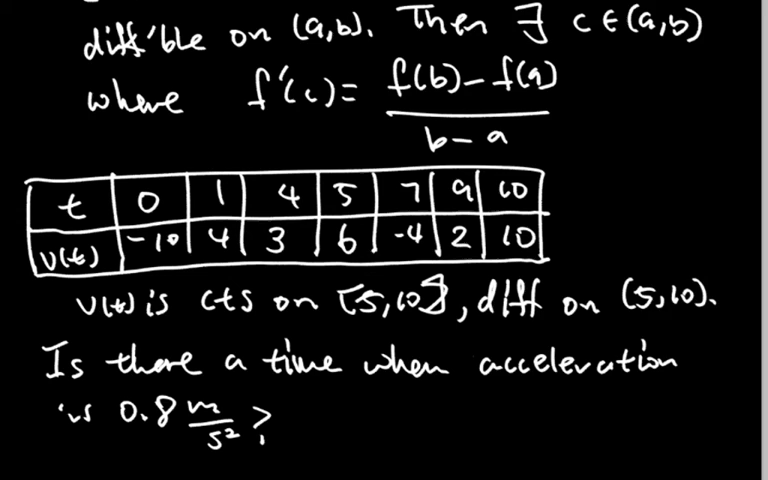 diff'ble on (a,b). Then ∃ c∈(a,b)
where f'(c) = f(b)-f(a) / b-a
t 0 1 4 5 7 9 10
v(t) -10 4 3 6 -4 2 10
v(t) is cts on [5,10], diff on (5,10).
Is there a time when acceleration
is 0.8 m/s² ?